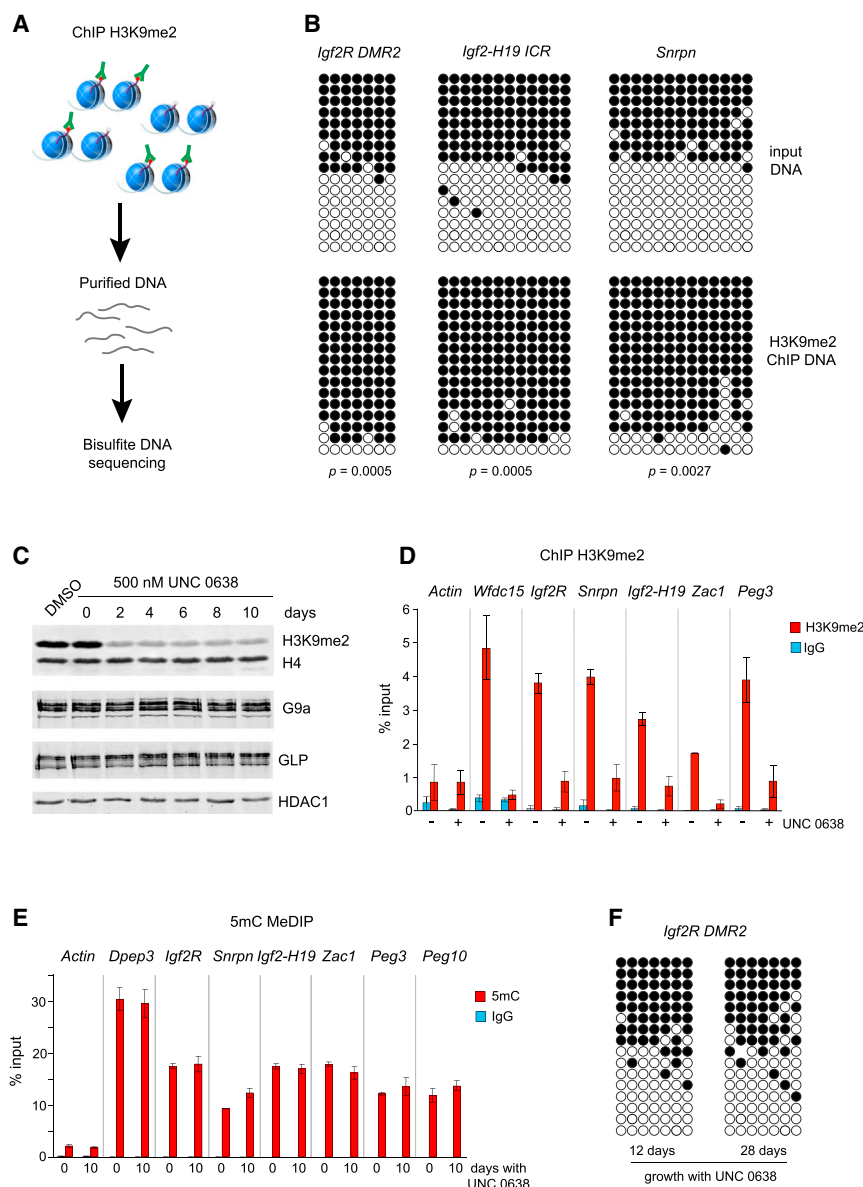 A
ChIP H3K9me2
Purified DNA
Bisulfite DNA
sequencing
B
Igf2R DMR2
Igf2-H19 ICR
Snrpn
input
DNA
H3K9me2
ChIP DNA
p = 0.0005
p = 0.0005
p = 0.0027
C
500 nM UNC 0638
DMSO 0 2 4 6 8 10 days
H3K9me2
H4
G9a
GLP
HDAC1
D
ChIP H3K9me2
Actin Wfdc15 Igf2R Snrpn Igf2-H19 Zac1 Peg3
6
5
4
3
2
1
0
% input
H3K9me2
IgG
- + - + - + - + - + - + - + UNC 0638
E
5mC MeDIP
Actin Dpep3 Igf2R Snrpn Igf2-H19 Zac1 Peg3 Peg10
30
20
10
0
% input
5mC
IgG
0 10 0 10 0 10 0 10 0 10 0 10 0 10 0 10 days with
UNC 0638
F
Igf2R DMR2
12 days
28 days
growth with UNC 0638